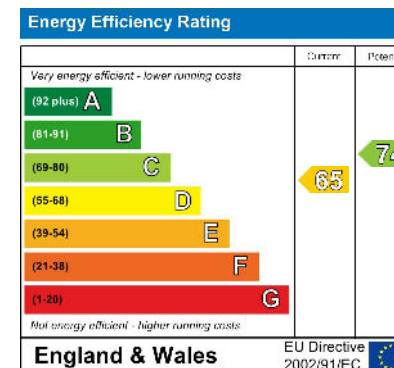 Energy Efficiency Rating
Current
Very energy efficient - lower running costs
(92 plus) A
(81-91) B
(69-80) C
(55-68) D
(39-54) E
(21-38) F
(1-20) G
65
Not energy efficient - higher running costs
England & Wales
EU Directive
2002/91/EC